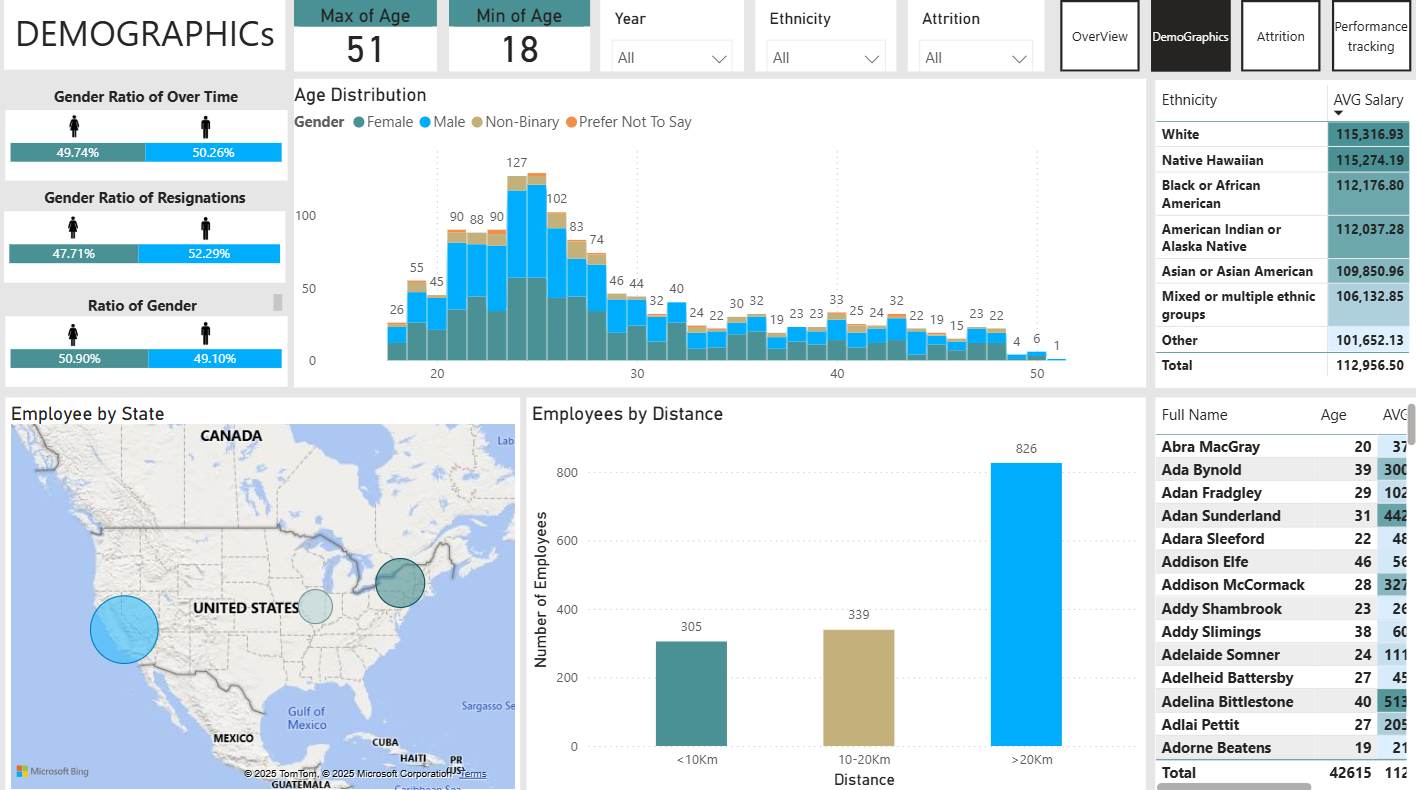 DEMOGRAPHICs
Max of Age
51
Min of Age
18
Year
All
Ethnicity
All
Attrition
All
OverView
DemoGraphics
Attrition
Performance
tracking
Gender Ratio of Over Time
49.74% 50.26%
Gender Ratio of Resignations
47.71% 52.29%
Ratio of Gender
50.90% 49.10%
Age Distribution
Gender Female Male Non-Binary Prefer Not To Say
100
50
0
26 55 45 90 88 90 127 102 83 74 46 44 32 40 24 22 30 32 19 23 23 33 25 24 32 22 19 15 23 22 4 6 1
20 30 40 50
Ethnicity AVG Salary
White 115,316.93
Native Hawaiian 115,274.19
Black or African
American 112,176.80
American Indian or
Alaska Native 112,037.28
Asian or Asian American 109,850.96
Mixed or multiple ethnic
groups 106,132.85
Other 101,652.13
Total 112,956.50
Employee by State
CANADA
Lab
UNITED STATES
Gulf of
Mexico
Sargasso Se
MEXICO
CUBA
HAITI
PR
(US)
GUATEMALA
Caribbean Sea
Microsoft Bing
© 2025 TomTom, © 2025 Microsoft Corporation Terms
Employees by Distance
Number of Employees
800
600
400
200
0
305
339
826
<10Km 10-20Km >20Km
Distance
Full Name Age AVG
Abra MacGray 20 37
Ada Bynold 39 300
Adan Fradgley 29 102
Adan Sunderland 31 442
Adara Sleeford 22 48
Addison Elfe 46 56
Addison McCormack 28 327
Addy Shambrook 23 26
Addy Slimings 38 60
Adelaide Somner 24 111
Adelheid Battersby 27 45
Adelina Bittlestone 40 513
Adlai Pettit 27 205
Adorne Beatens 19 21
Total 42615 112